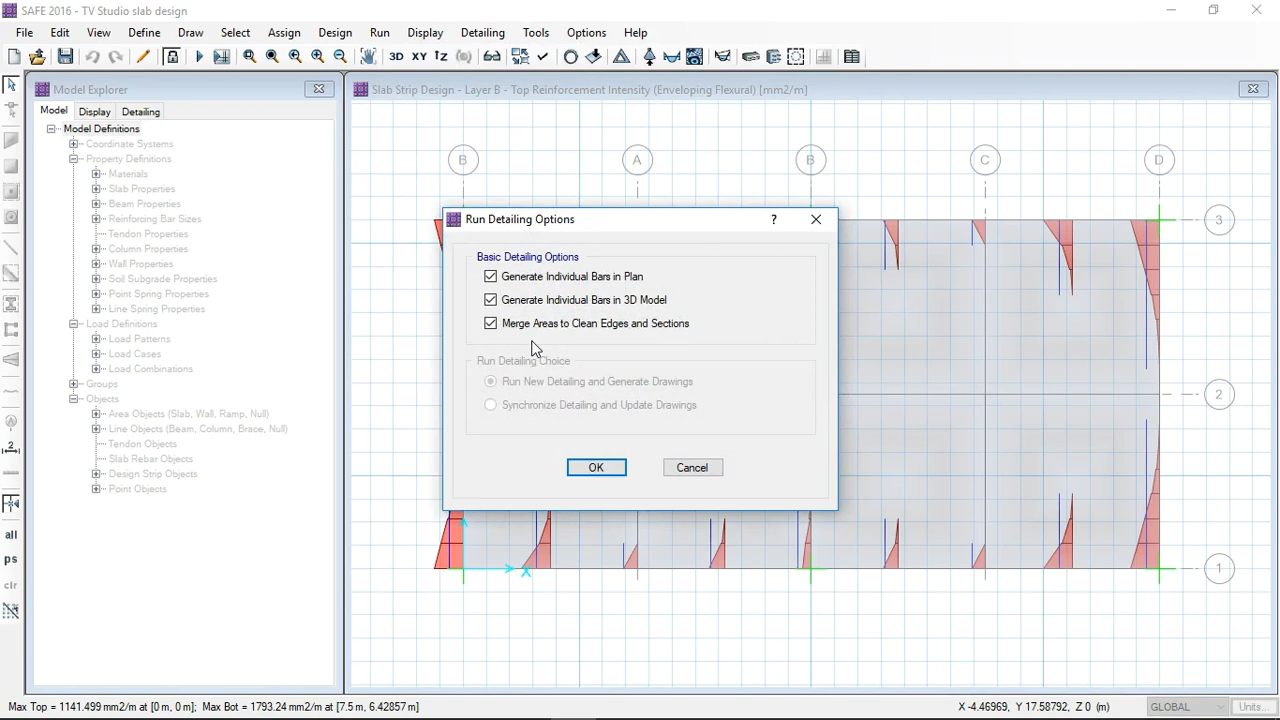 SAFE 2016 - TV Studio slab design
File Edit View Define Draw Select Assign Design Run Display Detailing Tools Options Help
3D XY
Model Explorer
Slab Strip Design - Layer B - Top Reinforcement Intensity (Enveloping Flexural) [mm2/m]
Model Display Detailing
Model Definitions
Coordinate Systems
Property Definitions
Materials
Slab Properties
Beam Properties
Reinforcing Bar Sizes
Tendon Properties
Column Properties
Wall Properties
Soil Subgrade Properties
Point Spring Properties
Line Spring Properties
Load Definitions
Load Patterns
Load Cases
Load Combinations
Groups
Objects
Area Objects (Slab, Wall, Ramp, Null)
Line Objects (Beam, Column, Brace, Null)
Tendon Objects
Slab Rebar Objects
Design Strip Objects
Point Objects
all
ps
clr
B A B C D
3
2
1
X
Run Detailing Options
?
Basic Detailing Options
Generate Individual Bars in Plan
Generate Individual Bars in 3D Model
Merge Areas to Clean Edges and Sections
Run Detailing Choice
Run New Detailing and Generate Drawings
Synchronize Detailing and Update Drawings
OK Cancel
Max Top = 1141.499 mm2/m at [0 m, 0 m]; Max Bot = 1793.24 mm2/m at [7.5 m, 6.42857 m]
X -4.46969, Y 17.58792, Z 0 (m)
GLOBAL
Units...